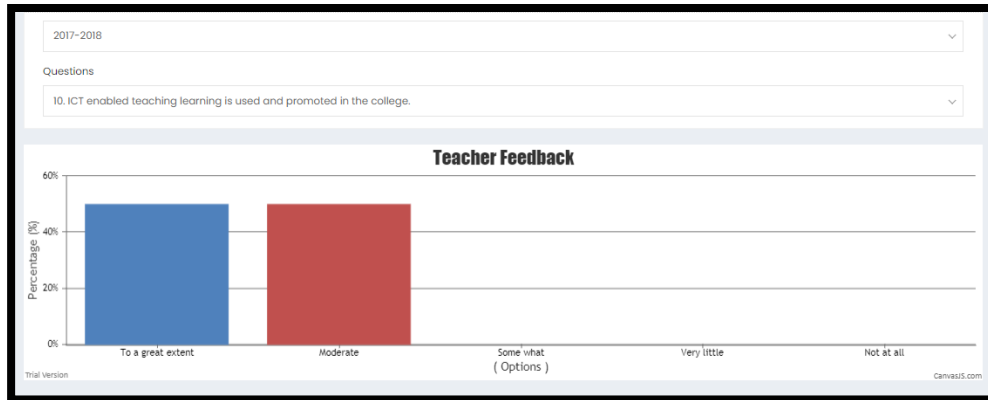 2017-2018
Questions
10. ICT enabled teaching learning is used and promoted in the college.
Teacher Feedback
60%
40%
20%
0%
Percentage (%)
To a great extent Moderate Some what Very little Not at all
( Options )
Trial Version CanvasJS.com